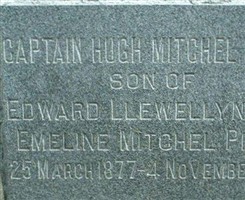 CAPTAIN HUGH MITCHEL
SON OF
EDWARD LLEWELLYN
EMELINE MITCHEL
25 MARCH 1877-4 NOVEMBE